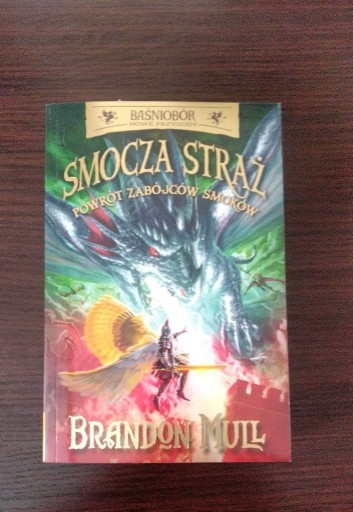 BAŚNIOBÓR
NOWE PRZYGODY
SMOCZA STRAŻ
POWRÓT ZABÓJCÓW SMOKÓW
BRANDON MULL